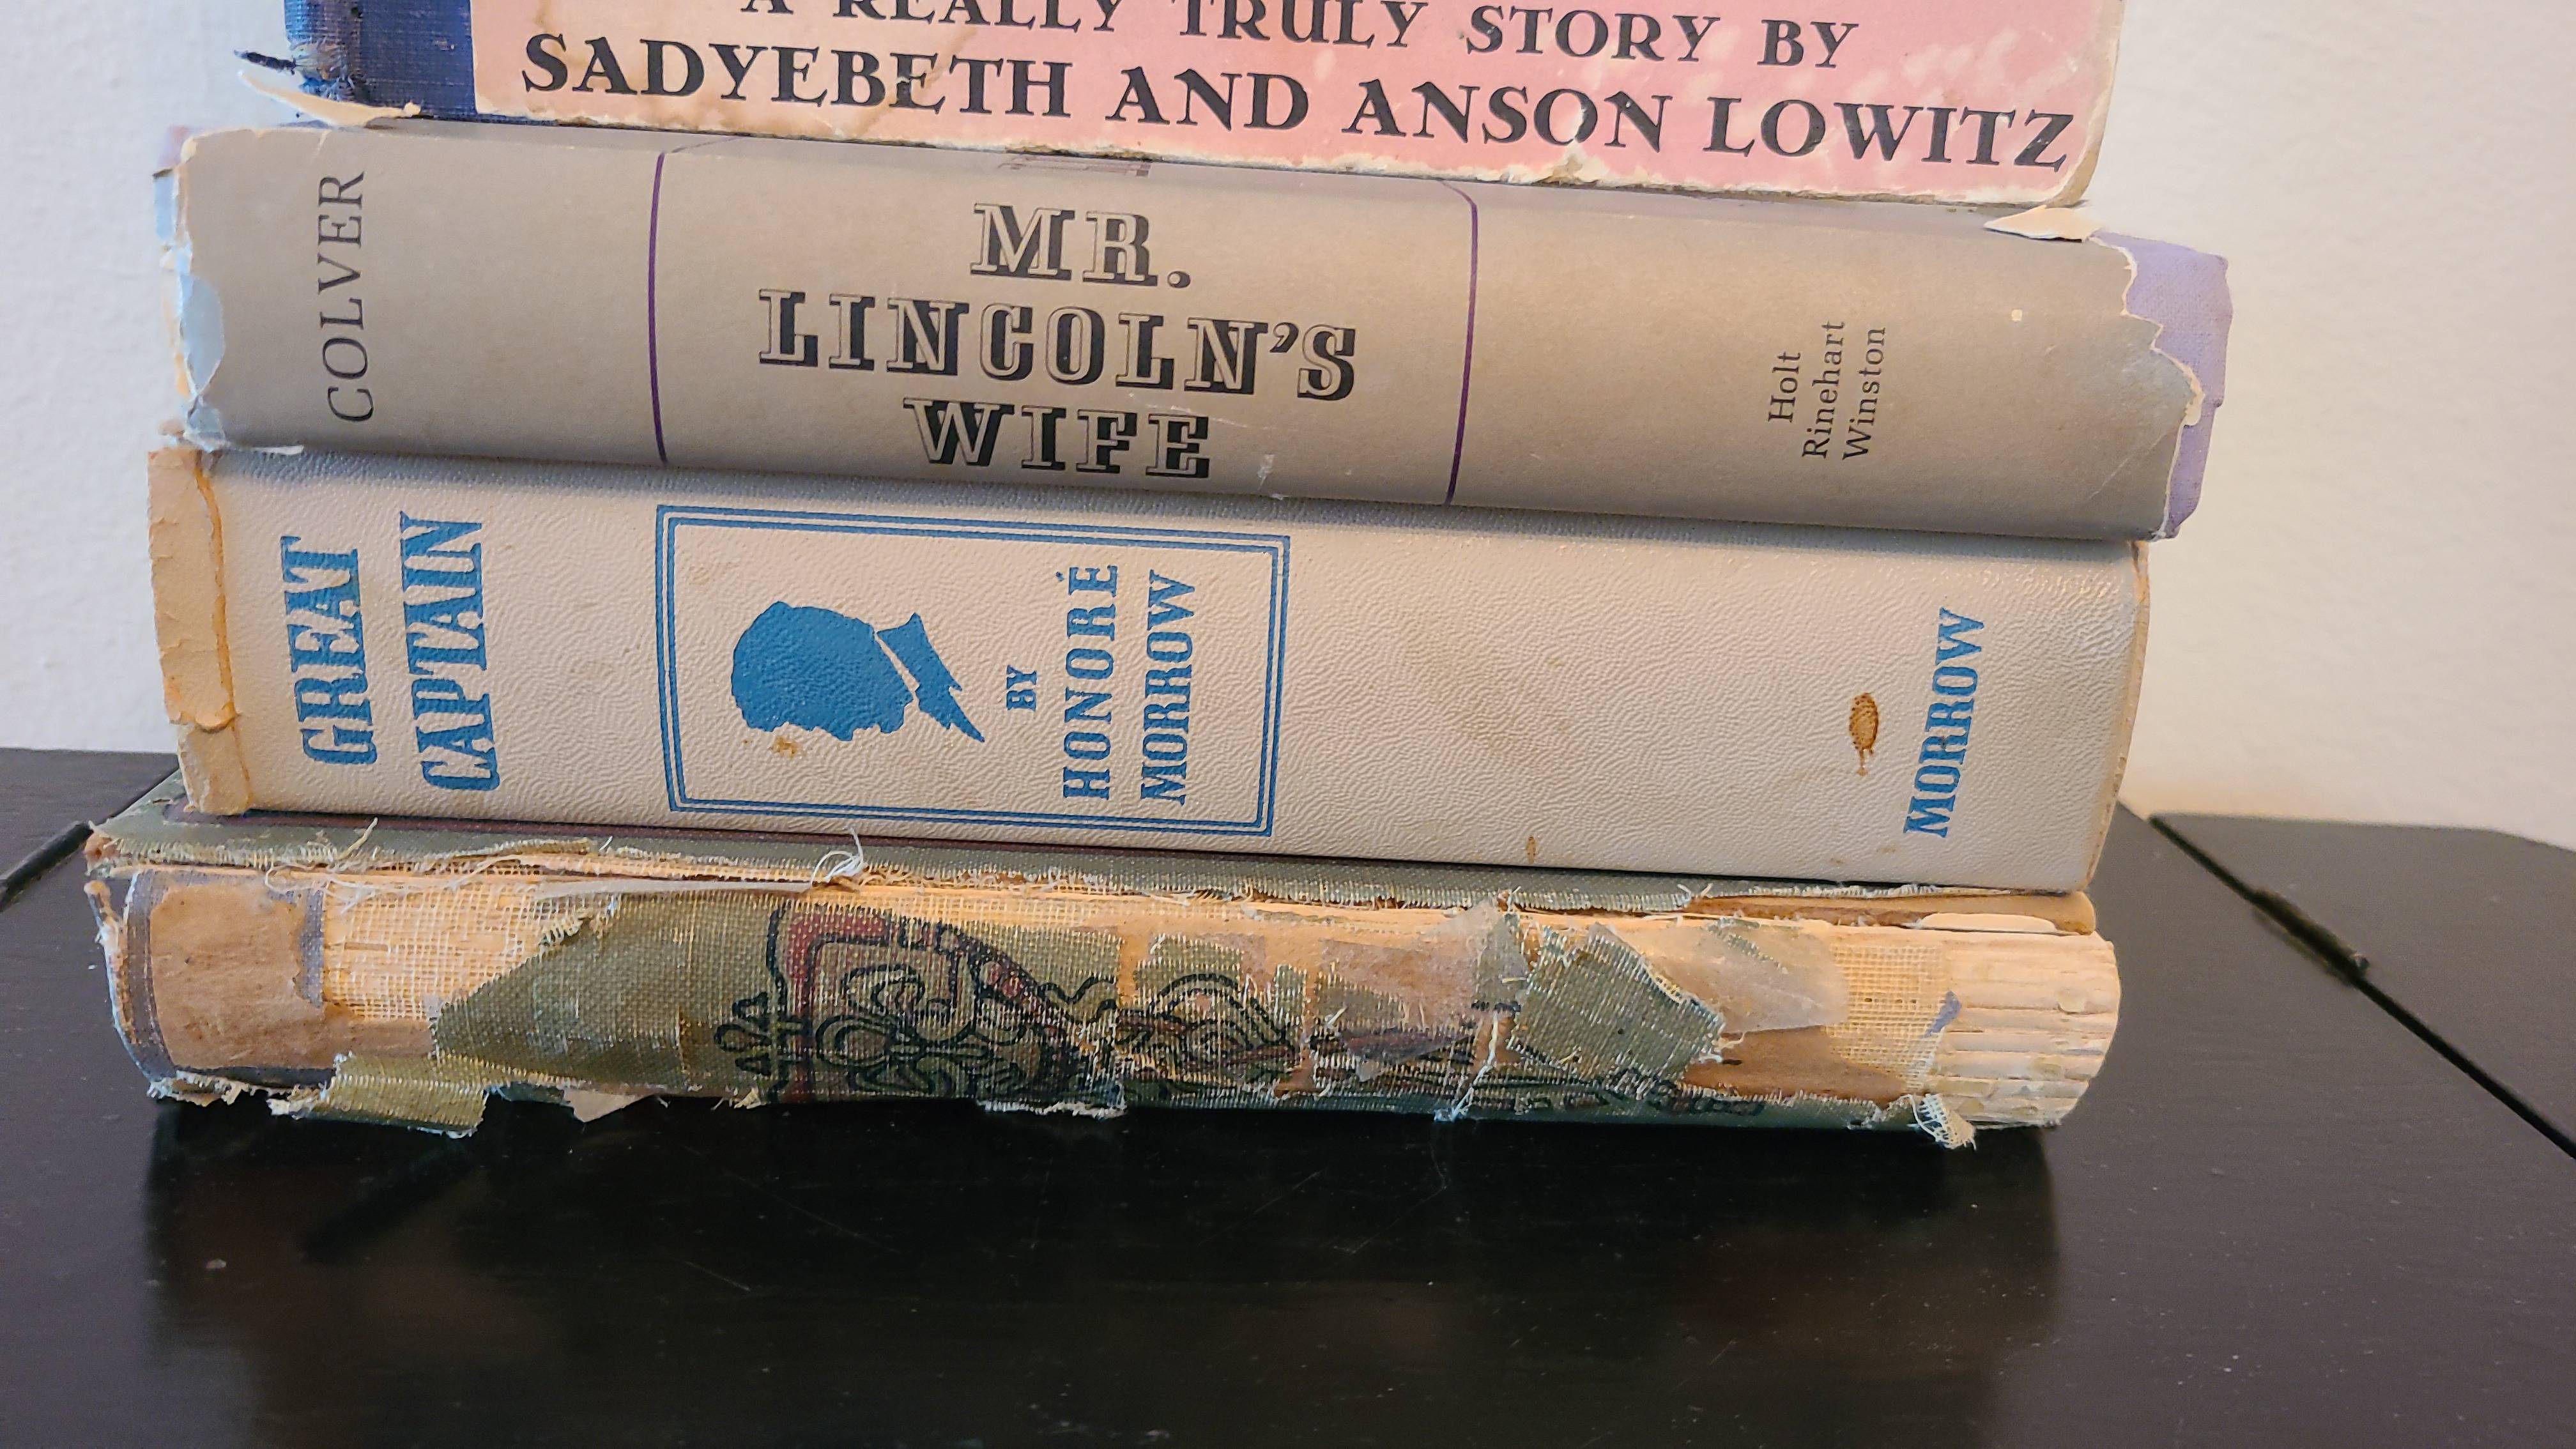 A REALLY TRULY STORY BY
SADYEBETH AND ANSON LOWITZ
COLVER
MR.
LINCOLN'S
WIFE
Holt
Rinehart
Winston
GREAT
CAPTAIN
BY
HONORÉ
MORROW
MORROW